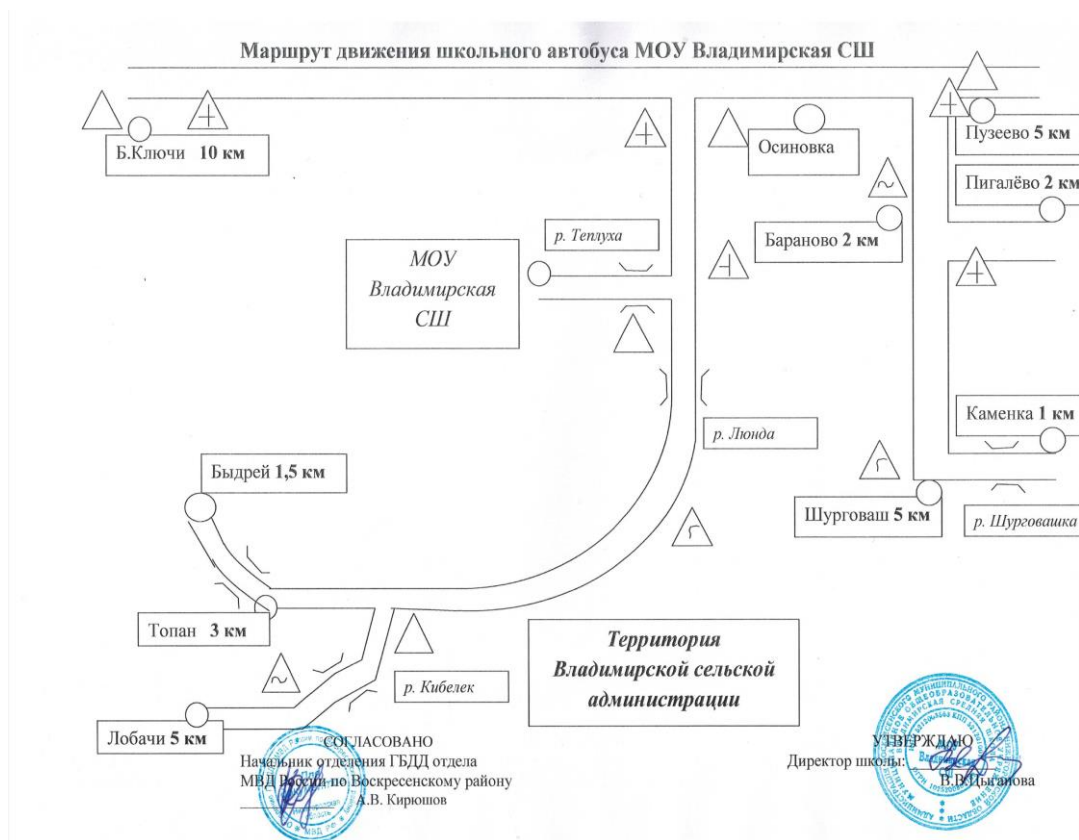 Маршрут движения школьного автобуса МОУ Владимирская СШ
Б.Ключи 10 км
Осиновка
Пузеево 5 км
Пигалёво 2 км
Бараново 2 км
р. Теплуха
МОУ
Владимирская
СШ
Каменка 1 км
р. Люнда
Быдрей 1,5 км
Шурговаш 5 км
р. Шурговашка
Топан 3 км
Территория
Владимирской сельской
администрации
р. Кибелек
Лобачи 5 км
СОГЛАСОВАНО
Начальник отделения ГБДД отдела
МВД России по Воскресенскому району
А.В. Кирюшов
УТВЕРЖДАЮ
Директор школы:
В.В.Цыганова